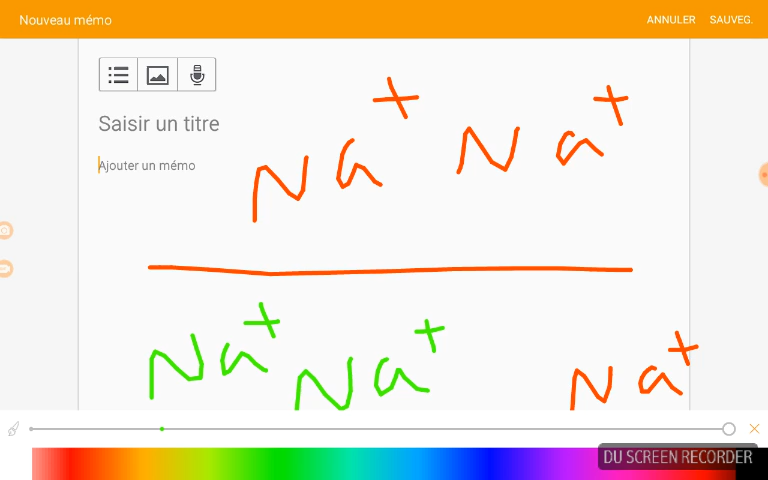 Nouveau mémo ANNULER SAUVEG.
Saisir un titre
Ajouter un mémo
Na+ Na+
Na+ Na+ Na+
DU SCREEN RECORDER